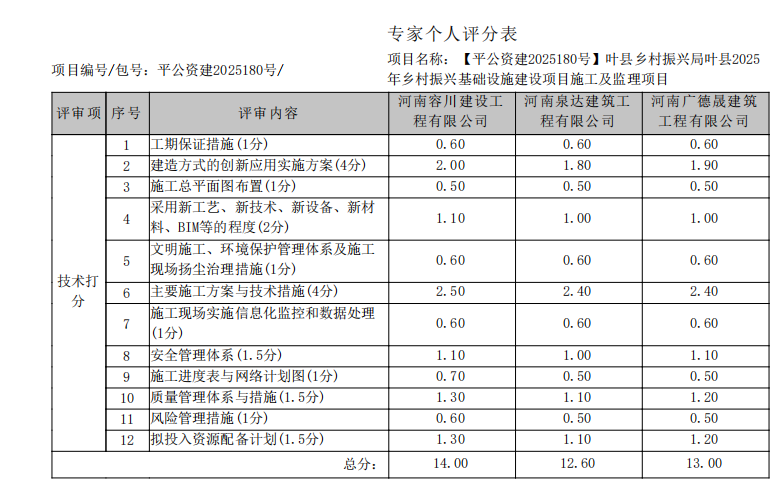 专家个人评分表
项目编号/包号: 平公资建2025180号/
项目名称: 【平公资建2025180号】叶县乡村振兴局叶县2025
年乡村振兴基础设施建设项目施工及监理项目
评审项 序号 评审内容 河南容川建设工 河南泉达建筑工 河南广德晟建筑
程有限公司 程有限公司 工程有限公司
技术打
分
1 工期保证措施(1分) 0.60 0.60 0.60
2 建造方式的创新应用实施方案(4分) 2.00 1.80 1.90
3 施工总平面图布置(1分) 0.50 0.50 0.50
4 采用新工艺、新技术、新设备、新材
料、BIM等的程度(2分) 1.10 1.00 1.00
5 文明施工、环境保护管理体系及施工
现场扬尘治理措施(1分) 0.60 0.60 0.60
6 主要施工方案与技术措施(4分) 2.50 2.40 2.40
7 施工现场实施信息化监控和数据处理
(1分) 0.60 0.60 0.60
8 安全管理体系(1.5分) 1.10 1.00 1.10
9 施工进度表与网络计划图(1分) 0.70 0.50 0.50
10 质量管理体系与措施(1.5分) 1.30 1.10 1.20
11 风险管理措施(1分) 0.60 0.50 0.50
12 拟投入资源配备计划(1.5分) 1.30 1.10 1.20
总分: 14.00 12.60 13.00